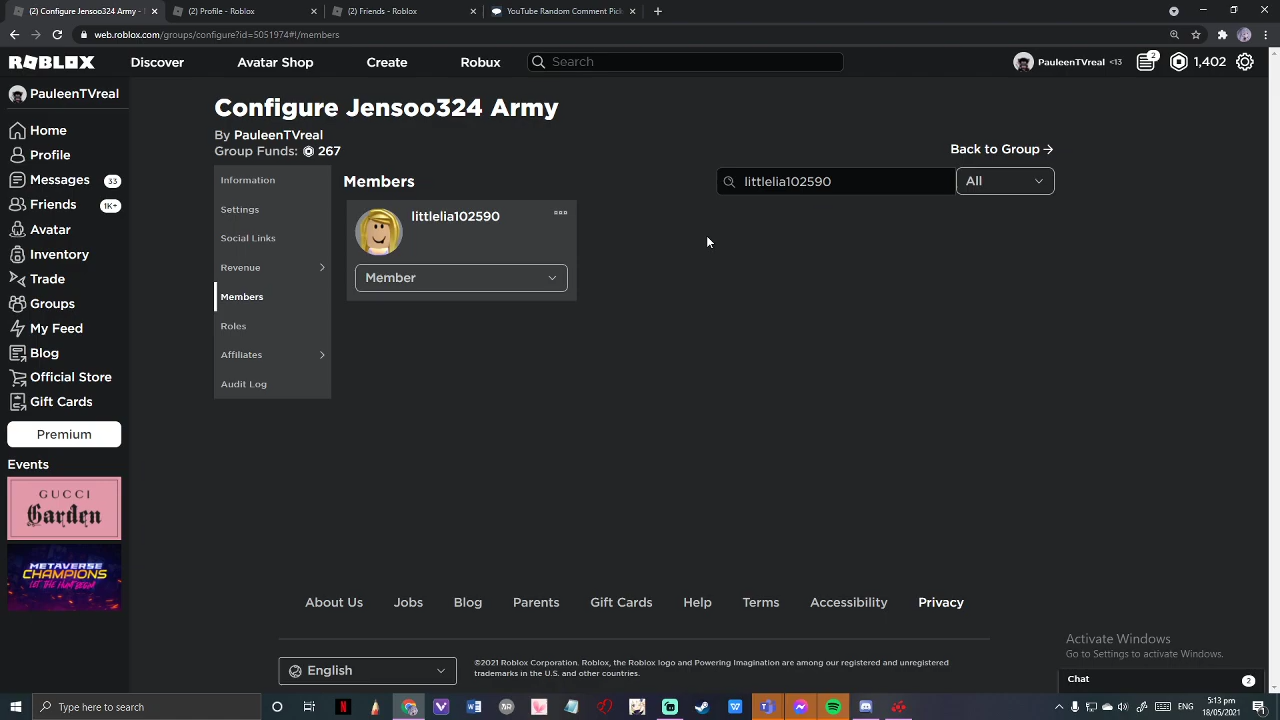 (2) Configure Jensoo324 Army -
(2) Profile - Roblox
(2) Friends - Roblox
YouTube Random Comment Pick
web.roblox.com/groups/configure?id=5051974#!/members
ROBLOX
Discover
Avatar Shop
Create
Robux
Search
PauleenTVreal
<13
2
1,402
PauleenTVreal
Home
Profile
Messages
33
Friends
1K+
Avatar
Inventory
Trade
Groups
My Feed
Blog
Official Store
Gift Cards
Premium
Events
GUCCI
Garden
METAVERSE
CHAMPIONS
LET THE HUNT BEGIN
Configure Jensoo324 Army
By PauleenTVreal
Group Funds: 267
Back to Group
Information
Settings
Social Links
Revenue
Members
Roles
Affiliates
Audit Log
Members
littlelia102590
All
littlelia102590
Member
About Us
Jobs
Blog
Parents
Gift Cards
Help
Terms
Accessibility
Privacy
English
©2021 Roblox Corporation. Roblox, the Roblox logo and Powering Imagination are among our registered and unregistered
trademarks in the U.S. and other countries.
Activate Windows
Go to Settings to activate Windows.
Chat
2
Type here to search
ENG
5:13 pm
18/05/2021